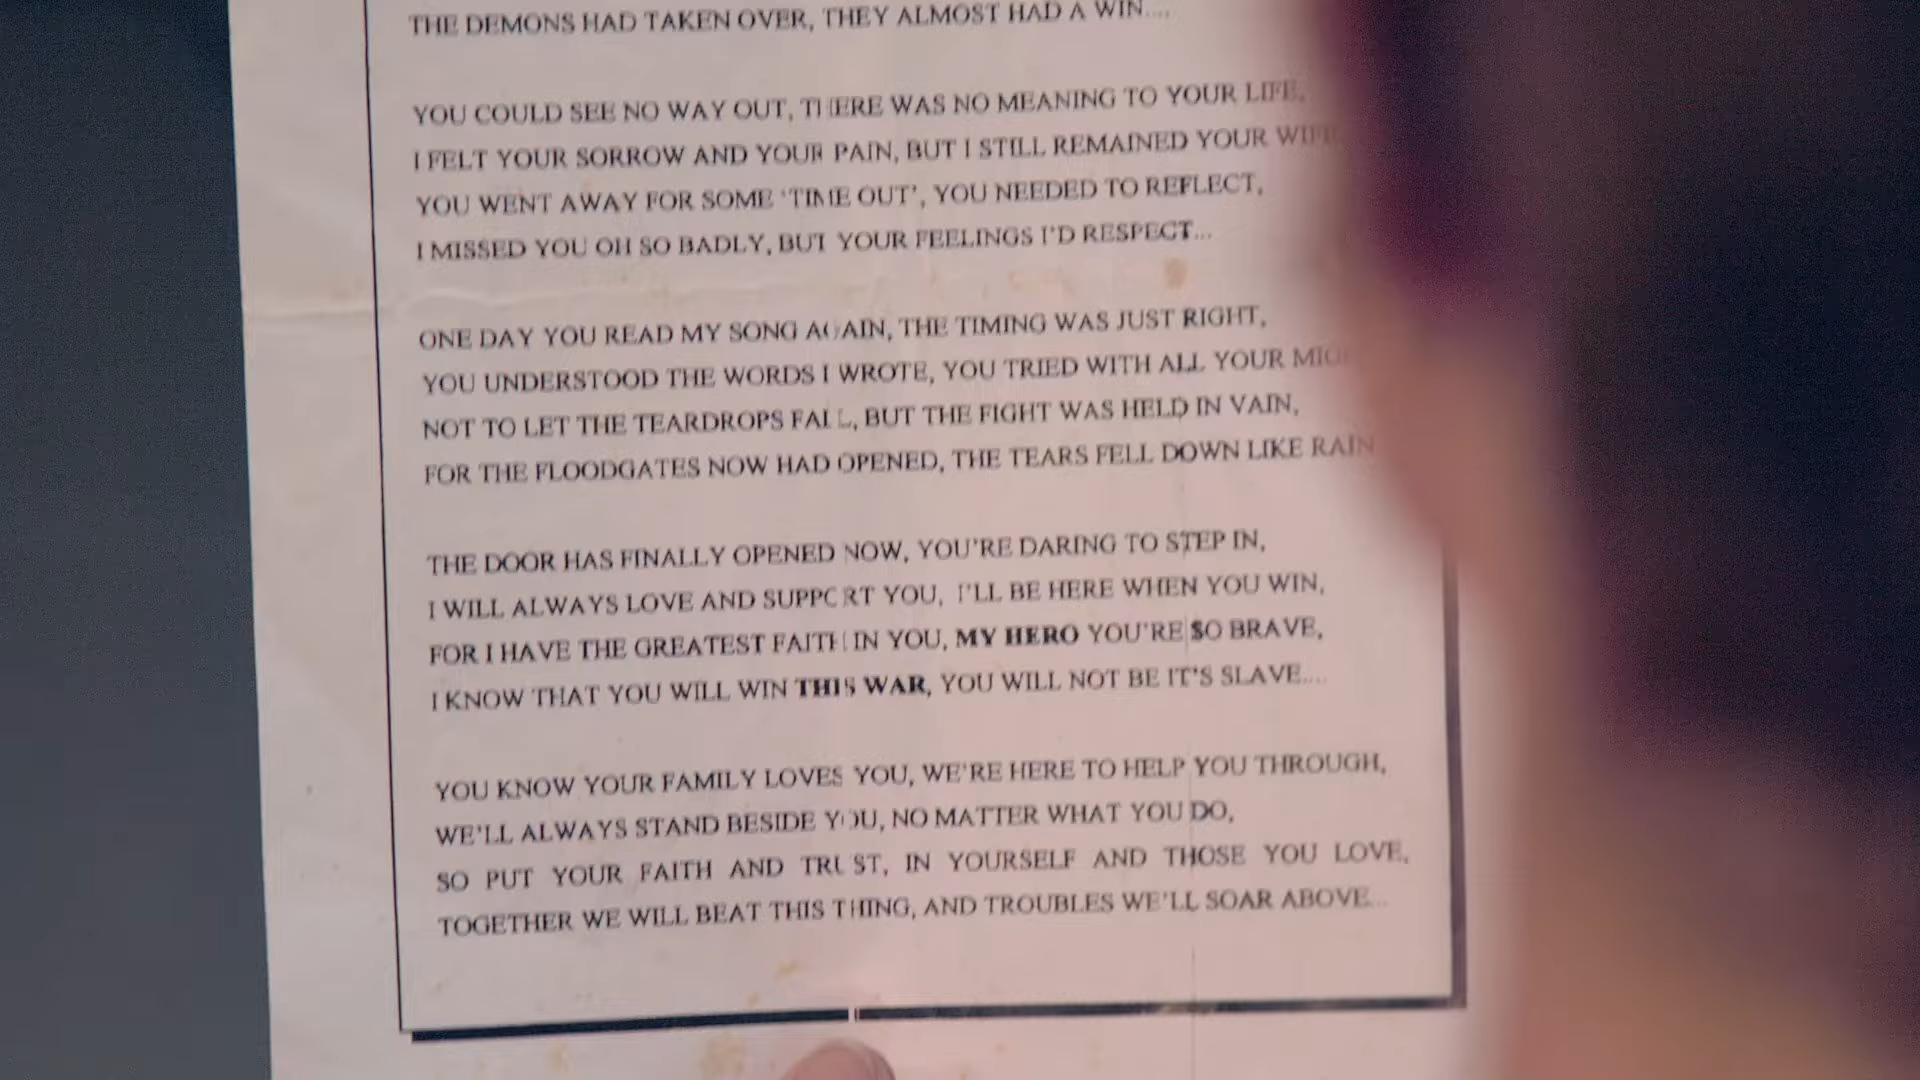 THE DEMONS HAD TAKEN OVER, THEY ALMOST HAD A WIN....
YOU COULD SEE NO WAY OUT, THERE WAS NO MEANING TO YOUR LIFE,
I FELT YOUR SORROW AND YOUR PAIN, BUT I STILL REMAINED YOUR WIFE
YOU WENT AWAY FOR SOME 'TIME OUT', YOU NEEDED TO REFLECT,
I MISSED YOU OH SO BADLY, BUT YOUR FEELINGS I'D RESPECT...
ONE DAY YOU READ MY SONG AGAIN, THE TIMING WAS JUST RIGHT,
YOU UNDERSTOOD THE WORDS I WROTE, YOU TRIED WITH ALL YOUR
NOT TO LET THE TEARDROPS FALL, BUT THE FIGHT WAS HELD IN VAIN,
FOR THE FLOODGATES NOW HAD OPENED, THE TEARS FELL DOWN LIKE RAIN
THE DOOR HAS FINALLY OPENED NOW, YOU'RE DARING TO STEP IN,
I WILL ALWAYS LOVE AND SUPPORT YOU, I'LL BE HERE WHEN YOU WIN,
FOR I HAVE THE GREATEST FAITH IN YOU, MY HERO YOU'RE SO BRAVE,
I KNOW THAT YOU WILL WIN THIS WAR, YOU WILL NOT BE IT'S SLAVE....
YOU KNOW YOUR FAMILY LOVES YOU, WE'RE HERE TO HELP YOU THROUGH,
WE'LL ALWAYS STAND BESIDE YOU, NO MATTER WHAT YOU DO,
SO PUT YOUR FAITH AND TRUST, IN YOURSELF AND THOSE YOU LOVE,
TOGETHER WE WILL BEAT THIS THING, AND TROUBLES WE'LL SOAR ABOVE...